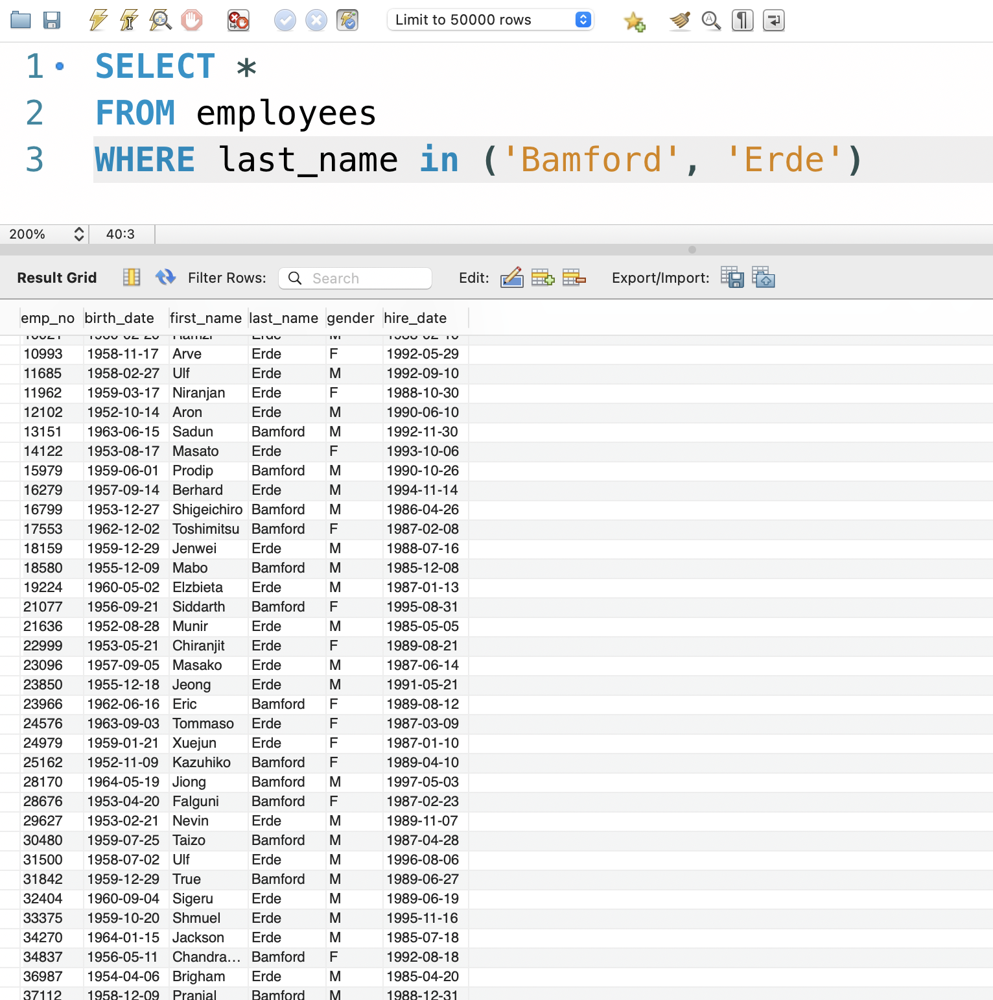 Limit to 50000 rows
1 SELECT *
2 FROM employees
3 WHERE last_name in ('Bamford', 'Erde')
200% 40:3
Result Grid Filter Rows: Search Edit: Export/Import:
emp_no birth_date first_name last_name gender hire_date
10993 1958-11-17 Arve Erde F 1992-05-29
11685 1958-02-27 Ulf Erde M 1992-09-10
11962 1959-03-17 Niranjan Erde F 1988-10-30
12102 1952-10-14 Aron Erde M 1990-06-10
13151 1963-06-15 Sadun Bamford M 1992-11-30
14122 1953-08-17 Masato Erde F 1993-10-06
15979 1959-06-01 Prodip Bamford M 1990-10-26
16279 1957-09-14 Berhard Erde M 1994-11-14
16799 1953-12-27 Shigeichiro Bamford M 1986-04-26
17553 1962-12-02 Toshimitsu Bamford F 1987-02-08
18159 1959-12-29 Jenwei Erde M 1988-07-16
18580 1955-12-09 Mabo Bamford M 1985-12-08
19224 1960-05-02 Elzbieta Erde M 1987-01-13
21077 1956-09-21 Siddarth Bamford F 1995-08-31
21636 1952-08-28 Munir Erde M 1985-05-05
22999 1953-05-21 Chiranjit Erde F 1989-08-21
23096 1957-09-05 Masako Erde M 1987-06-14
23850 1955-12-18 Jeong Erde M 1991-05-21
23966 1962-06-16 Eric Bamford F 1989-08-12
24576 1963-09-03 Tommaso Erde F 1987-03-09
24979 1959-01-21 Xuejun Erde F 1987-01-10
25162 1952-11-09 Kazuhiko Bamford F 1989-04-10
28170 1964-05-19 Jiong Bamford M 1997-05-03
28676 1953-04-20 Falguni Bamford F 1987-02-23
29627 1953-02-21 Nevin Erde M 1989-11-07
30480 1959-07-25 Taizo Bamford M 1987-04-28
31500 1958-07-02 Ulf Erde M 1996-08-06
31842 1959-12-29 True Bamford M 1989-06-27
32404 1960-09-04 Sigeru Erde M 1989-06-19
33375 1959-10-20 Shmuel Erde M 1995-11-16
34270 1964-01-15 Jackson Erde M 1985-07-18
34837 1956-05-11 Chandra... Bamford F 1992-08-18
36987 1954-04-06 Brigham Erde M 1985-04-20
37112 1958-12-09 Bamford M 1988-12-31